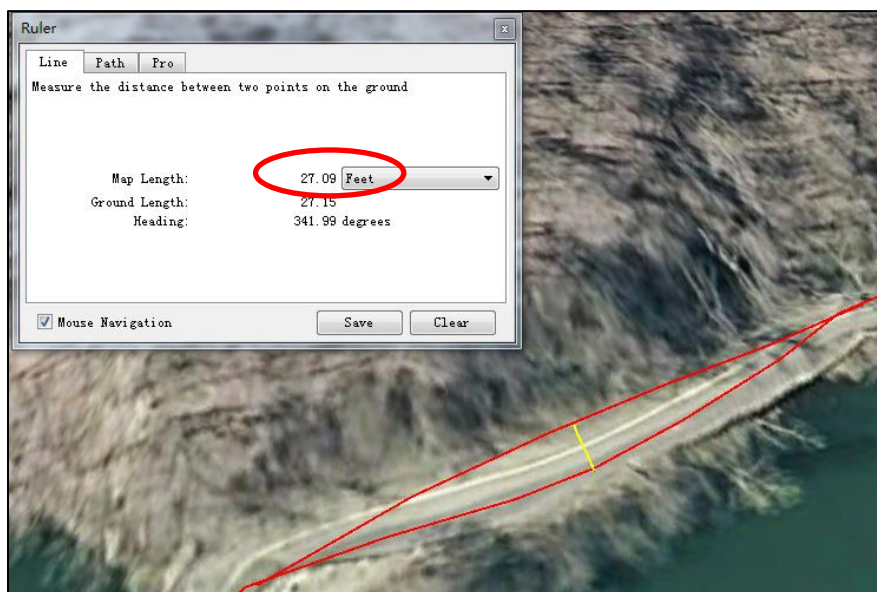 Ruler
Line Path Pro
Measure the distance between two points on the ground
Map Length: 27.09 Feet
Ground Length: 27.15
Heading: 341.99 degrees
Mouse Navigation Save Clear